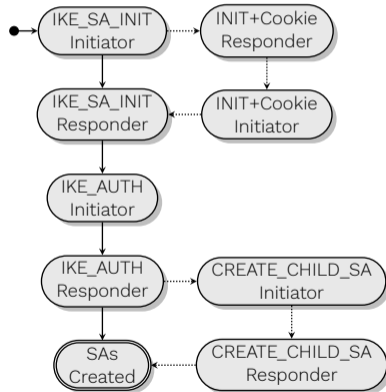 IKE_SA_INIT
Initiator
INIT+Cookie
Responder
IKE_SA_INIT
Responder
INIT+Cookie
Initiator
IKE_AUTH
Initiator
IKE_AUTH
Responder
CREATE_CHILD_SA
Initiator
SAs
Created
CREATE_CHILD_SA
Responder